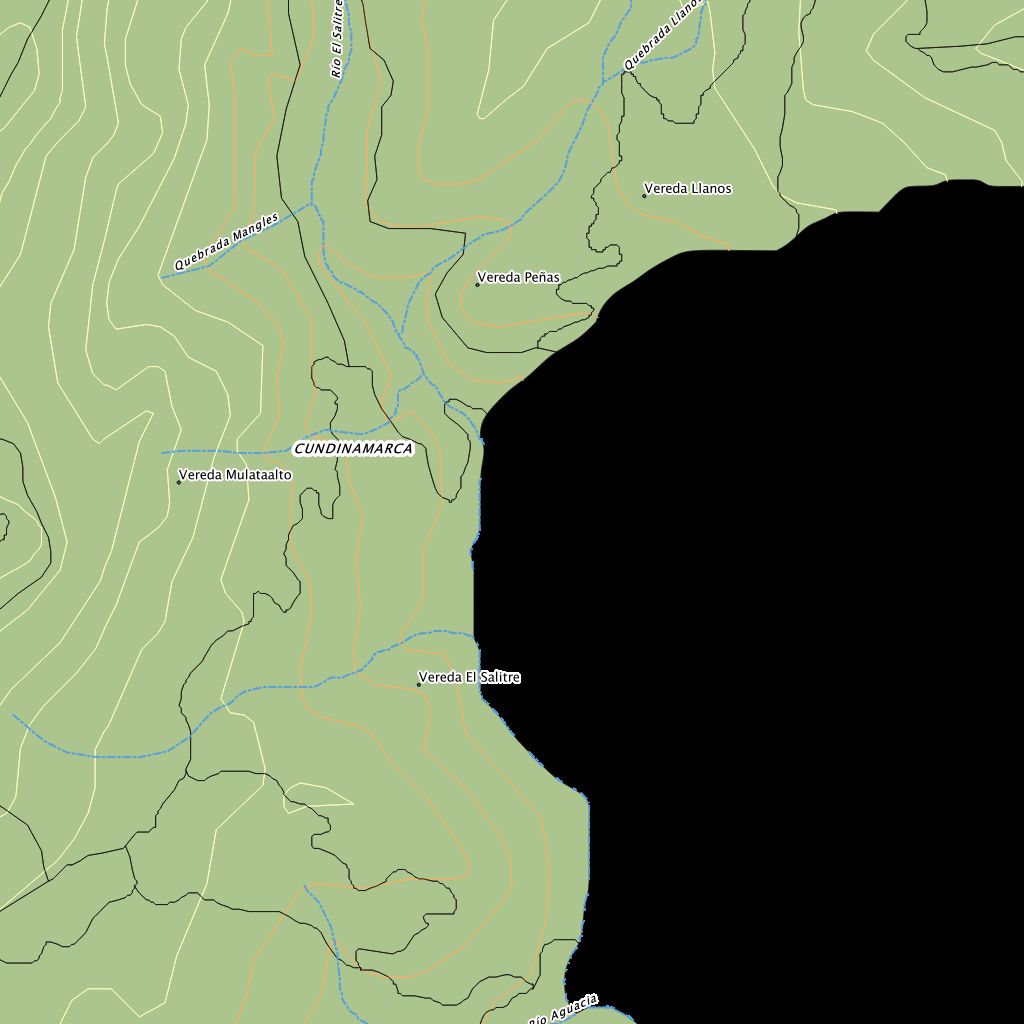 Río El Salitre
Quebrada Llanos
Vereda Llanos
Quebrada Mangles
Vereda Peñas
CUNDINAMARCA
Vereda Mulataalto
Vereda El Salitre
Río Aguacía